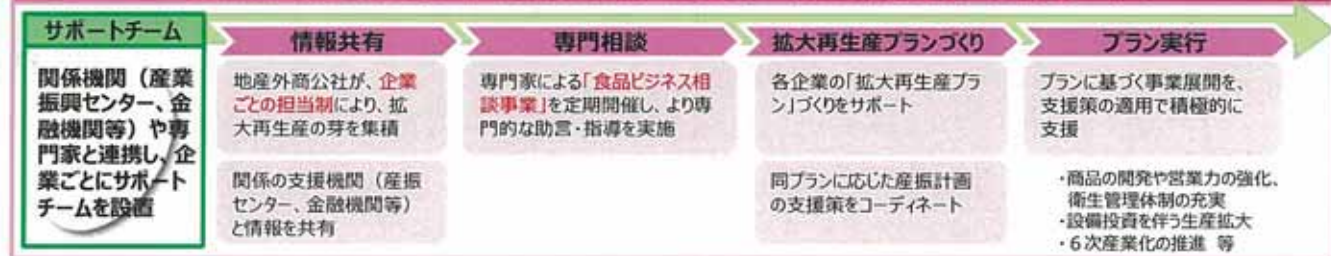 サポートチーム
関係機関（産業
振興センター、金
融機関等）や専
門家と連携し、企
業ごとにサポート
チームを設置
情報共有
地産外商公社が、企業
ごとの担当制により、拡
大再生産の芽を集積
関係の支援機関（産振
センター、金融機関等）
と情報を共有
専門相談
専門家による「食品ビジネス相
談事業」を定期開催し、より専
門的な助言・指導を実施
拡大再生産プランづくり
各企業の「拡大再生産プラ
ン」づくりをサポート
同プランに応じた産振計画
の支援策をコーディネート
プラン実行
プランに基づく事業展開を、
支援策の適用で積極的に
支援
・商品の開発や営業力の強化、
衛生管理体制の充実
・設備投資を伴う生産拡大
・６次産業化の推進 等